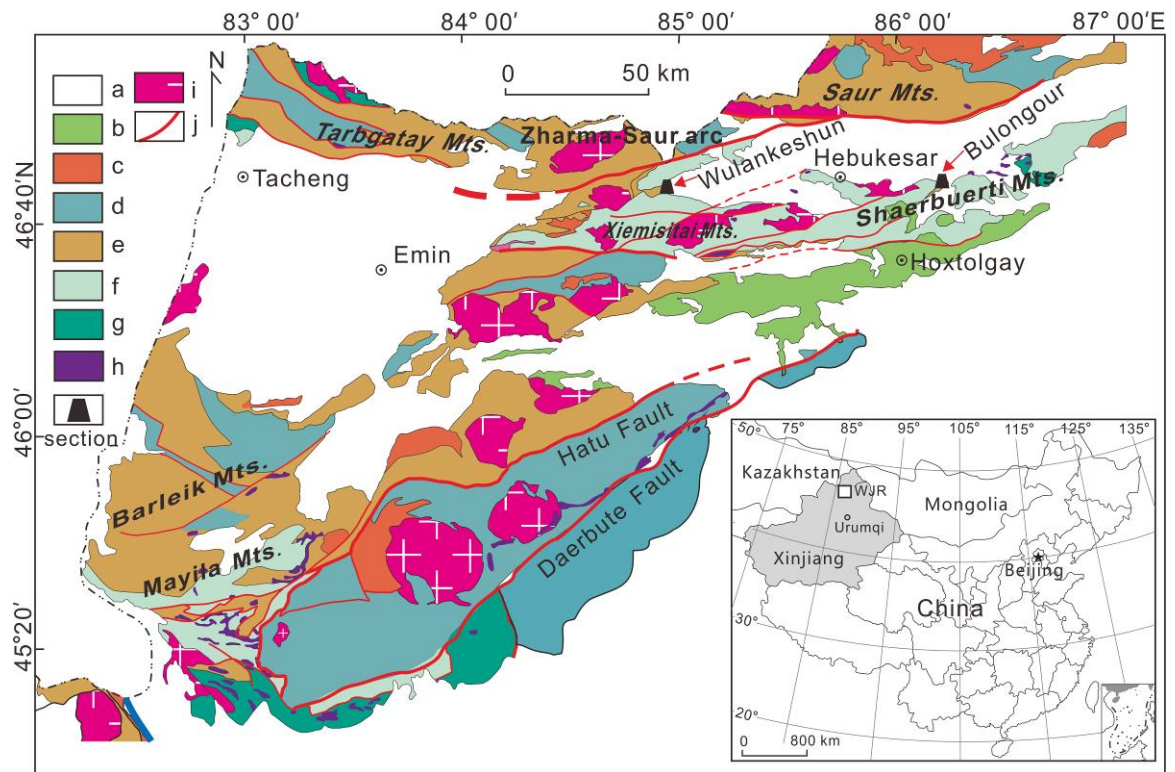 83° 00′
84° 00′
85° 00′
86° 00′
87° 00′E
N
0 50 km
a
b
c
d
e
f
g
h
section
i
j
46°40′N
46°00′
45°20′
Saur Mts.
Tarbgatay Mts.
Zharma-Saur arc
Wulankeshun
Bulongour
Hebukesar
Tacheng
Shaerbuerti Mts.
Xiemisitai Mts.
Emin
Hoxtolgay
Hatu Fault
Daerbute Fault
Barleik Mts.
Mayila Mts.
50°
75°
85°
95°
105°
115°
125°
135°
Kazakhstan
WJR
Mongolia
Urumqi
Xinjiang
Beijing
China
30°
20°
0 800 km